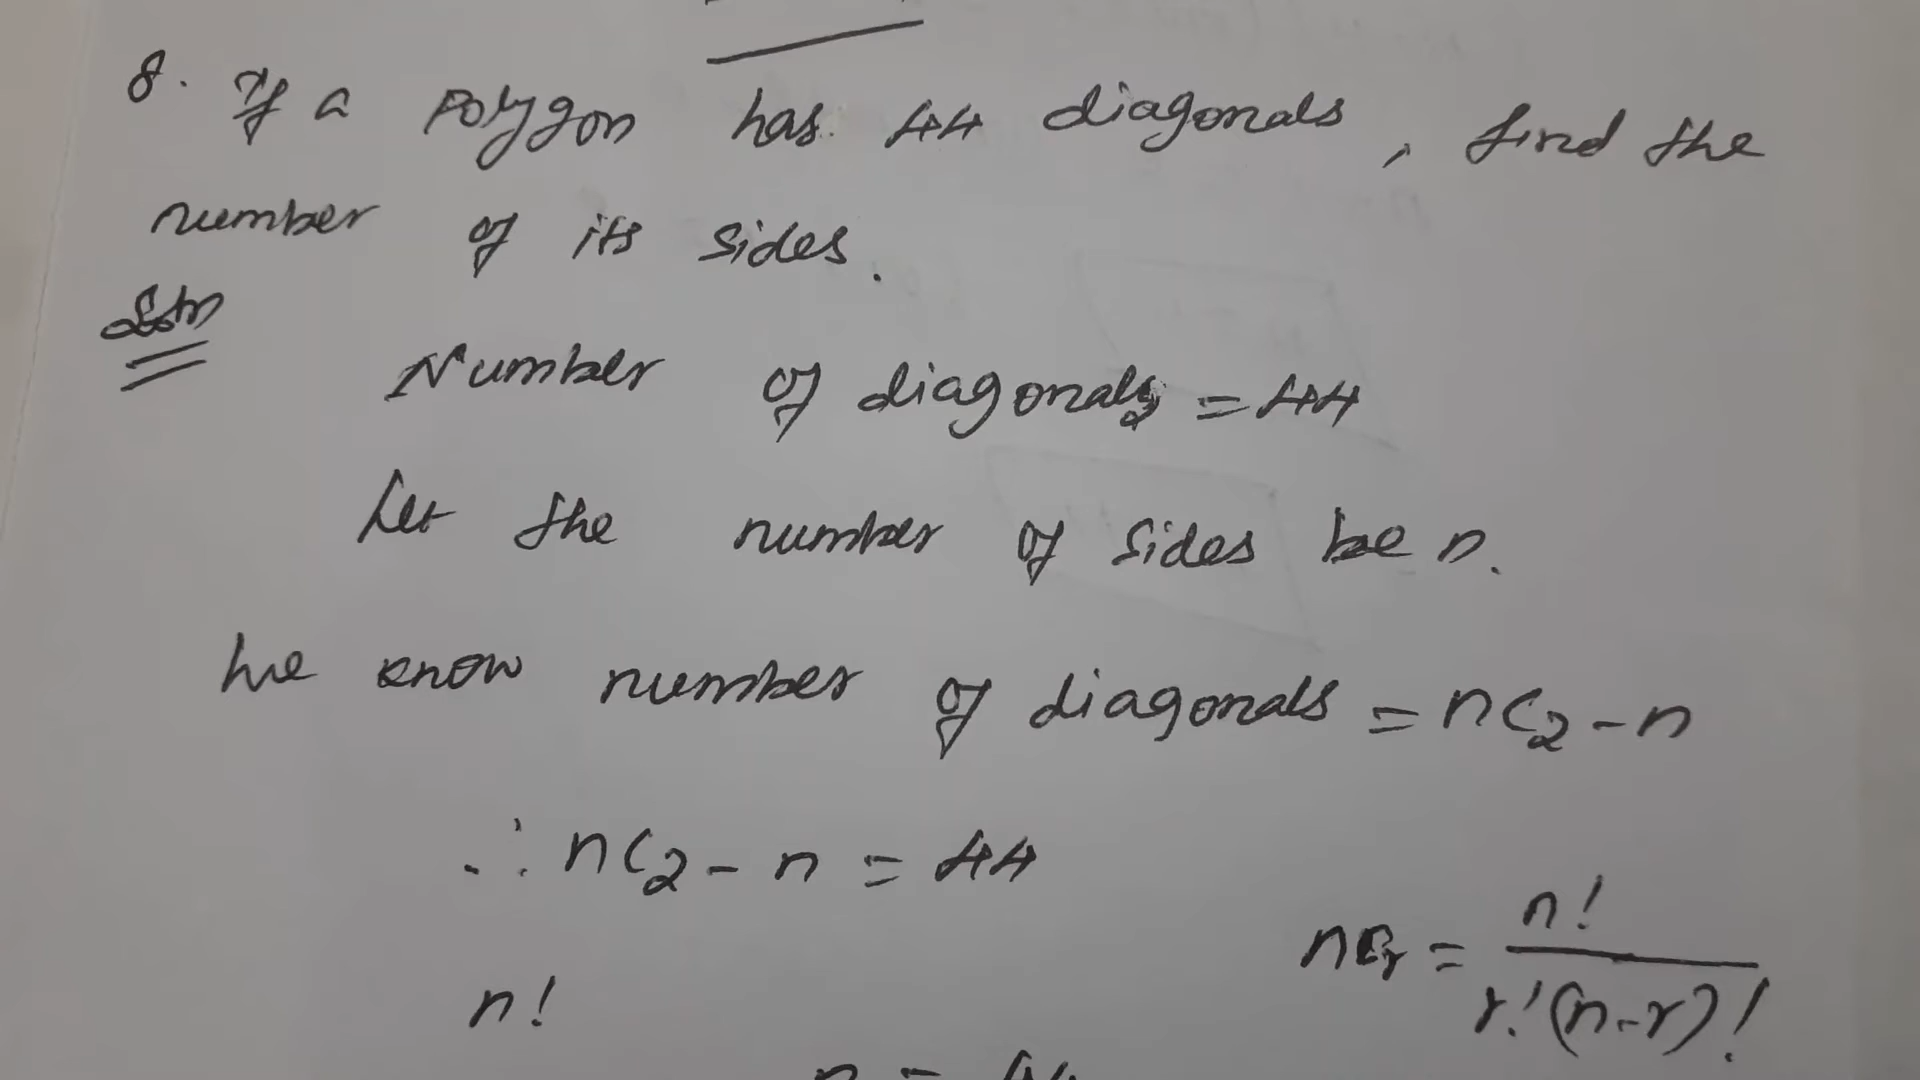 8. If a Polygon has 44 diagonals, find the
number of its sides.
Soln
Number of diagonals = 44
Let the number of sides be n.
We know number of diagonals = nC2 - n
∴ nC2 - n = 44
nCr = n! / r!(n-r)!
n!
n = 44